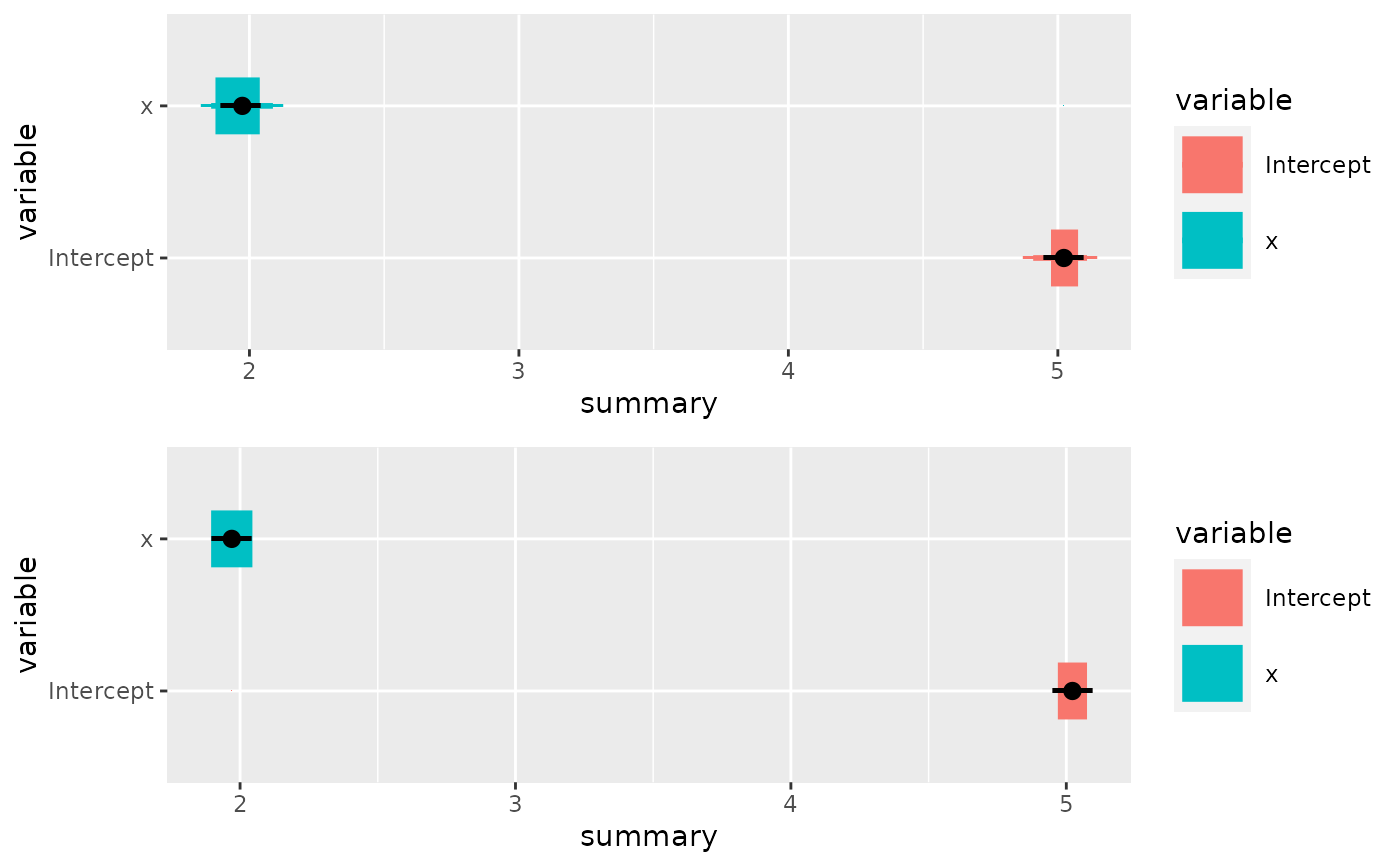 variable
x
Intercept
2 3 4 5
summary
variable
Intercept
x
variable
x
Intercept
2 3 4 5
summary
variable
Intercept
x